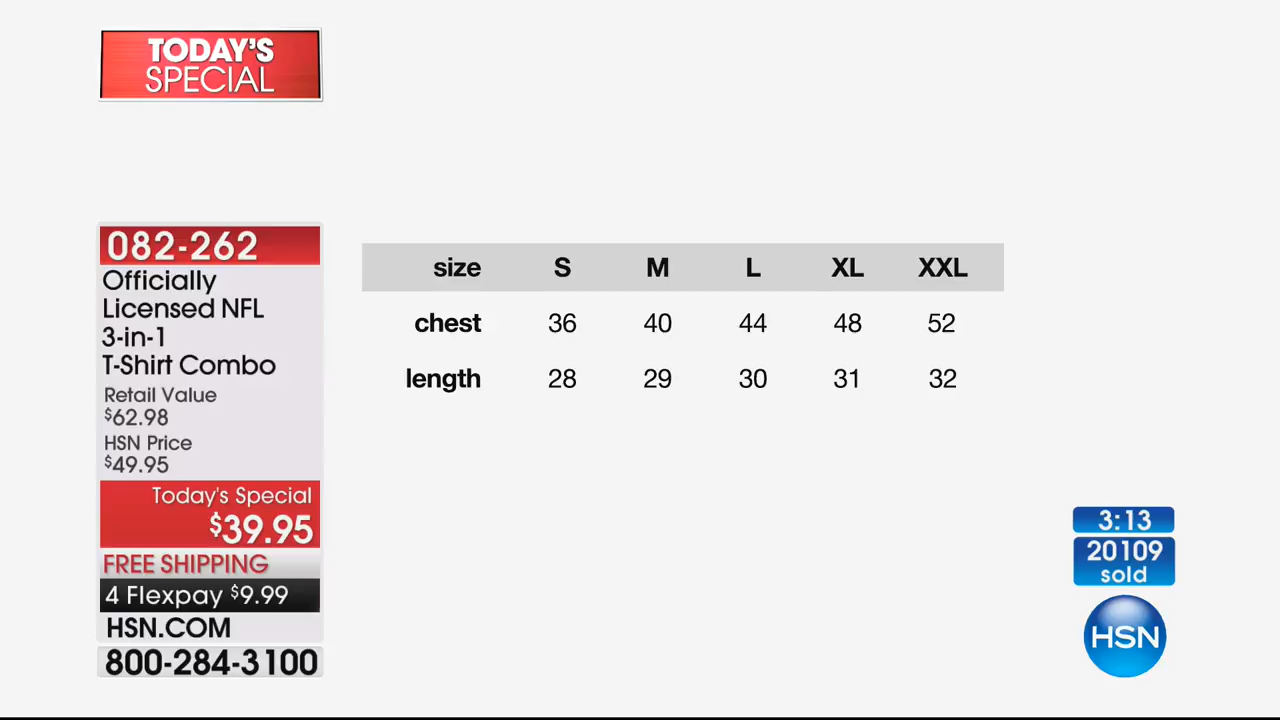 TODAY'S
SPECIAL
082-262
Officially
Licensed NFL
3-in-1
T-Shirt Combo
Retail Value
$62.98
HSN Price
$49.95
Today's Special
$39.95
FREE SHIPPING
4 Flexpay $9.99
HSN.COM
800-284-3100
size S M L XL XXL
chest 36 40 44 48 52
length 28 29 30 31 32
3:13
20109
sold
HSN